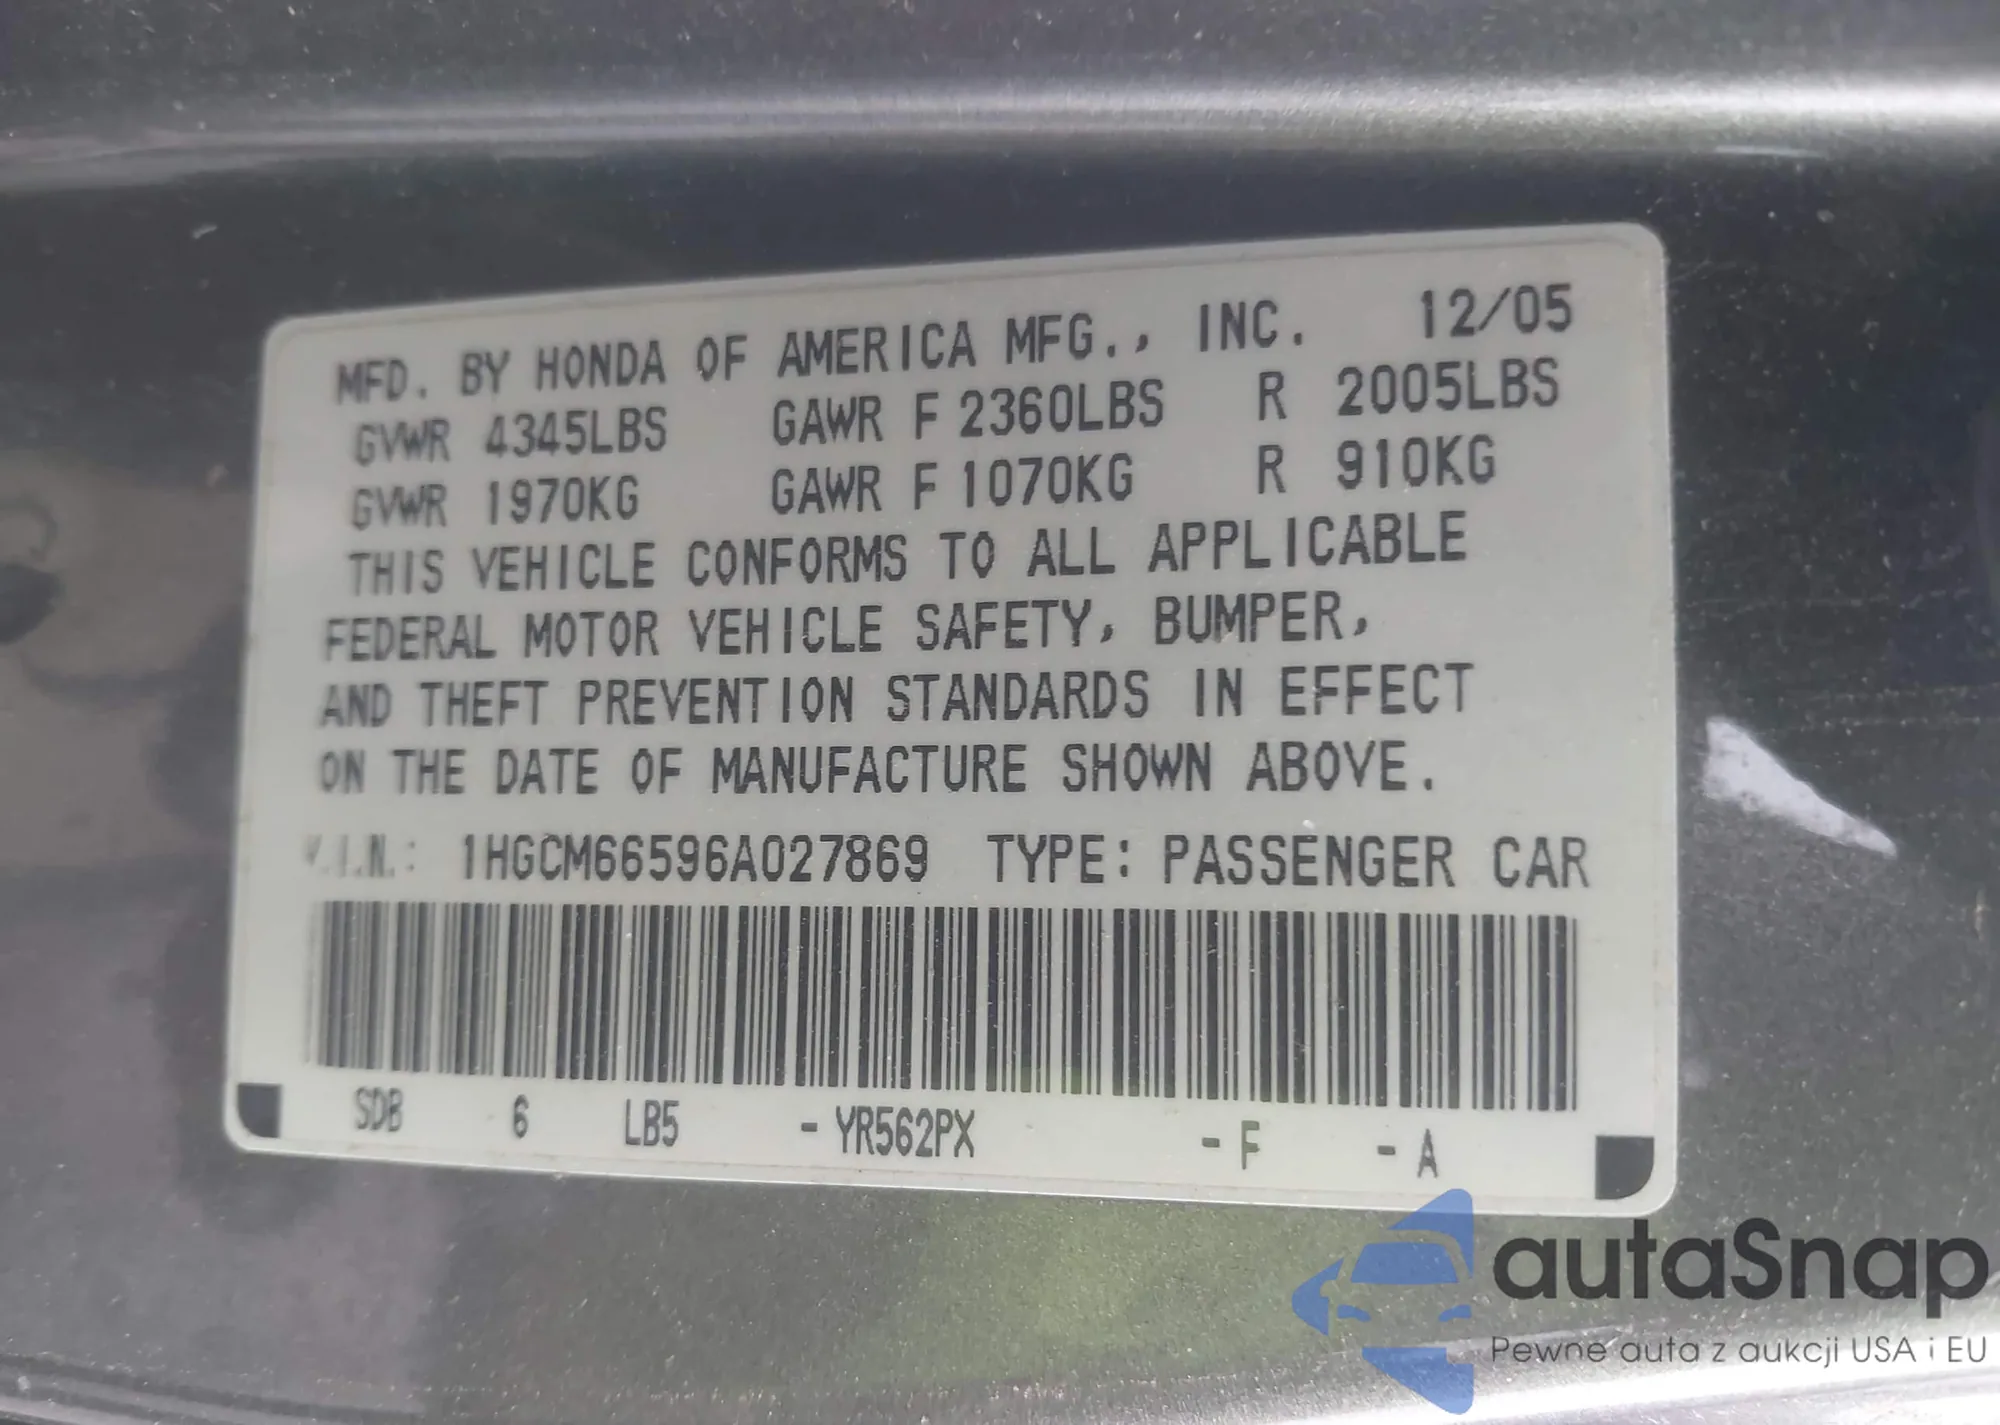 MFD. BY HONDA OF AMERICA MFG., INC. 12/05
GVWR 4345LBS GAWR F 2360LBS R 2005LBS
GVWR 1970KG GAWR F 1070KG R 910KG
THIS VEHICLE CONFORMS TO ALL APPLICABLE
FEDERAL MOTOR VEHICLE SAFETY, BUMPER,
AND THEFT PREVENTION STANDARDS IN EFFECT
ON THE DATE OF MANUFACTURE SHOWN ABOVE.
V.I.N.: 1HGCM66596A027869 TYPE: PASSENGER CAR
SDB 6 LB5 - YR562PX - F - A
autaSnap
Pewne auta z aukcji USA i EU